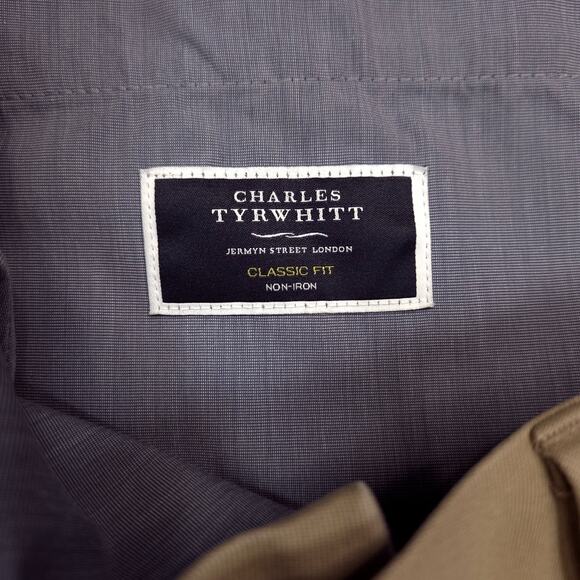 CHARLES
TYRWHITT
JERMYN STREET LONDON
CLASSIC FIT
NON-IRON